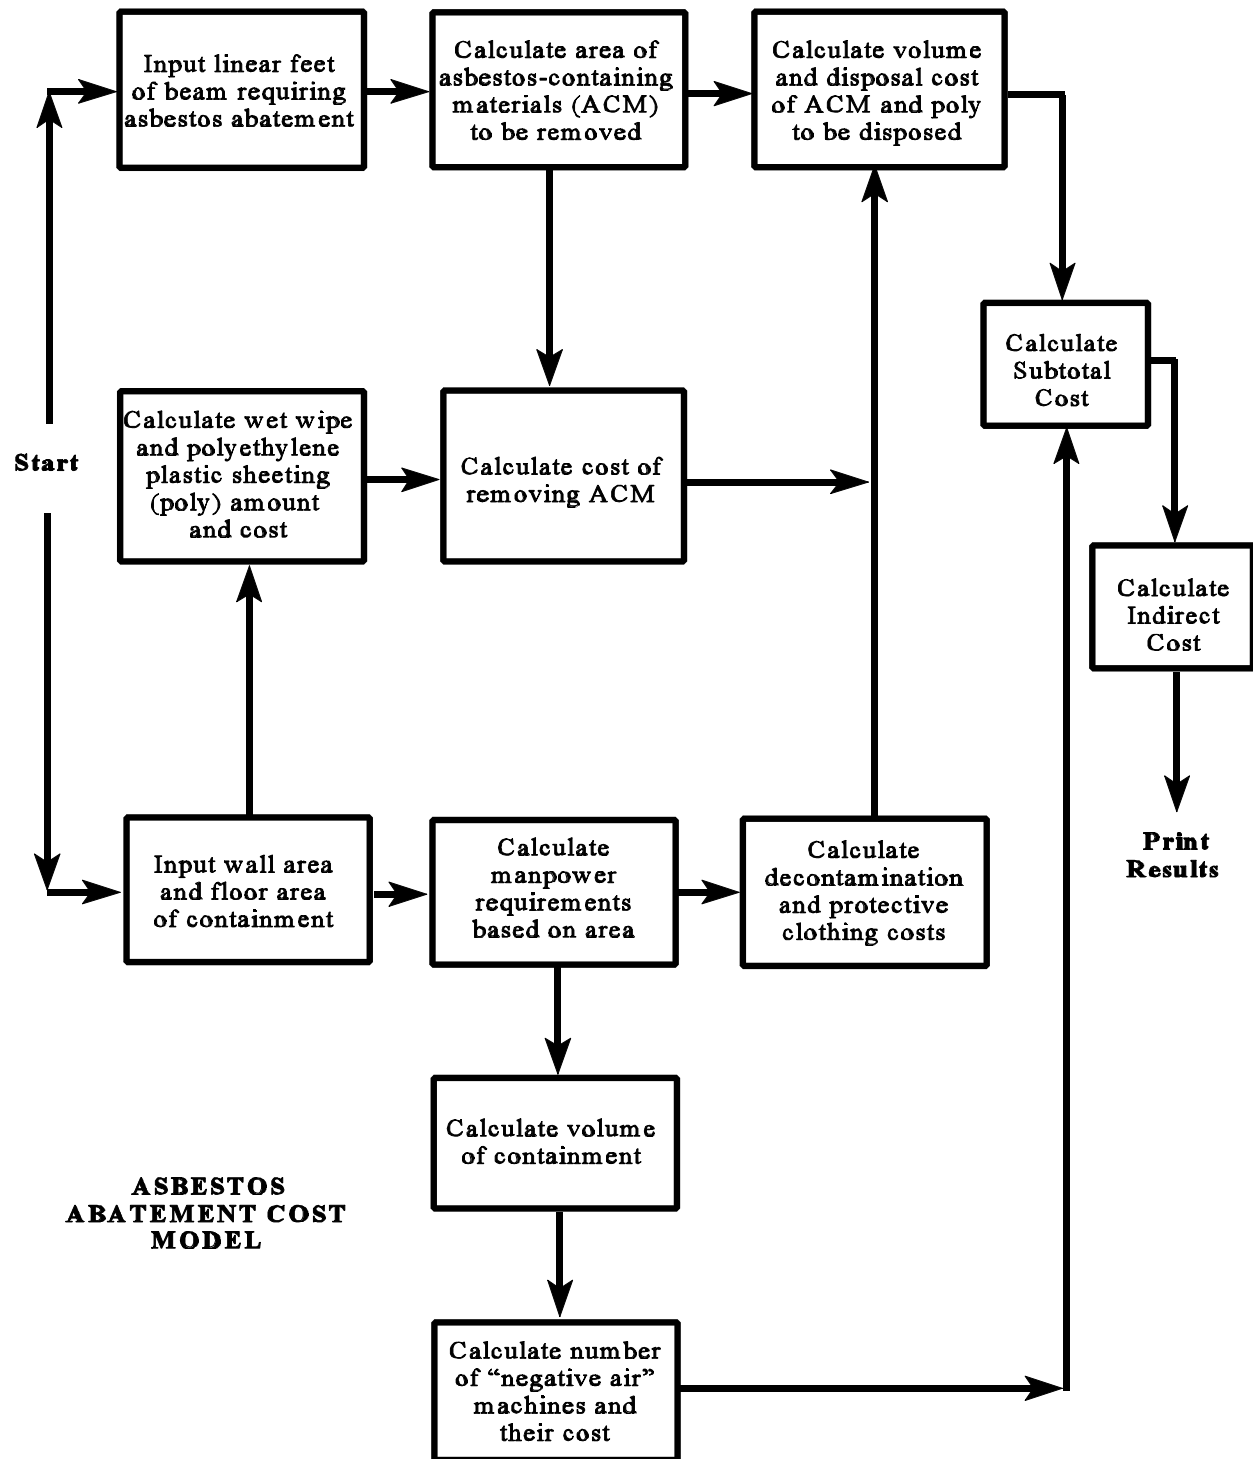 Input linear feet
of beam requiring
asbestos abatement
Calculate area of
asbestos-containing
materials (ACM)
to be removed
Calculate volume
and disposal cost
of ACM and poly
to be disposed
Calculate
Subtotal
Cost
Start
Calculate wet wipe
and polyethylene
plastic sheeting
(poly) amount
and cost
Calculate cost of
removing ACM
Calculate
Indirect
Cost
Print
Results
Input wall area
and floor area
of containment
Calculate
manpower
requirements
based on area
Calculate
decontamination
and protective
clothing costs
Calculate volume
of containment
ASBESTOS
ABATEMENT COST
MODEL
Calculate number
of “negative air”
machines and
their cost